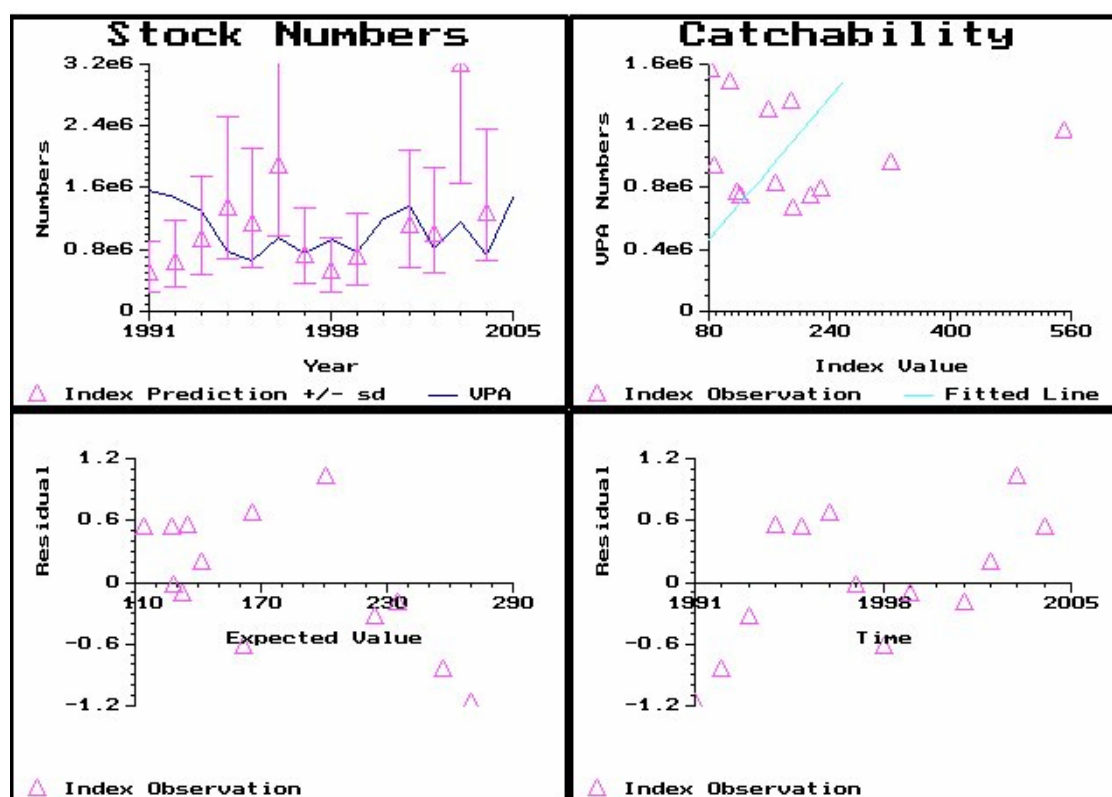 Stock Numbers
3.2e6
2.4e6
1.6e6
0.8e6
0
Numbers
1991 1998 2005
Year
Index Prediction +/- sd VPA
Catchability
1.6e6
1.2e6
0.8e6
0.4e6
0
VPA Numbers
80 240 400 560
Index Value
Index Observation Fitted Line
1.2
0.6
0
-0.6
-1.2
Residual
110 170 230 290
Expected Value
Index Observation
1.2
0.6
0
-0.6
-1.2
Residual
1991 1998 2005
Time
Index Observation